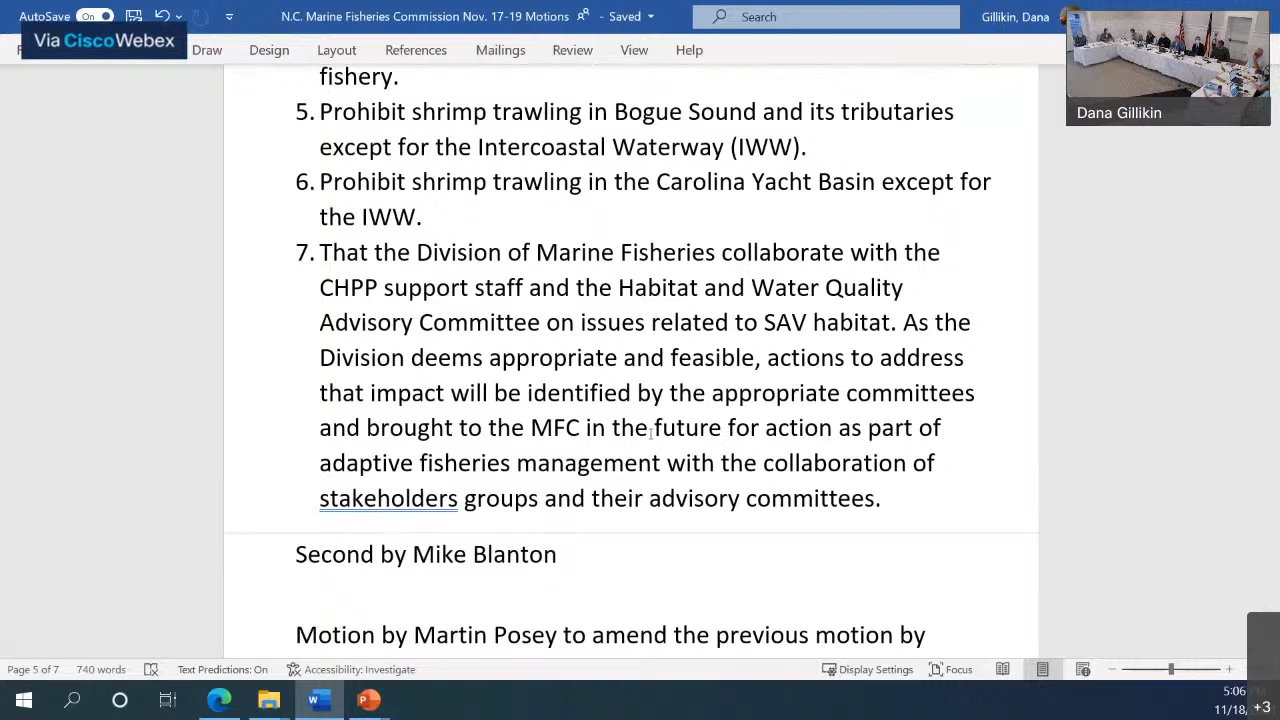 AutoSave On N.C. Marine Fisheries Commission Nov. 17-19 Motions - Saved Search Gillikin, Dana
Via CiscoWebex
Draw Design Layout References Mailings Review View Help
Dana Gillikin
fishery.
5. Prohibit shrimp trawling in Bogue Sound and its tributaries
except for the Intercoastal Waterway (IWW).
6. Prohibit shrimp trawling in the Carolina Yacht Basin except for
the IWW.
7. That the Division of Marine Fisheries collaborate with the
CHPP support staff and the Habitat and Water Quality
Advisory Committee on issues related to SAV habitat. As the
Division deems appropriate and feasible, actions to address
that impact will be identified by the appropriate committees
and brought to the MFC in the future for action as part of
adaptive fisheries management with the collaboration of
stakeholders groups and their advisory committees.
Second by Mike Blanton
Motion by Martin Posey to amend the previous motion by
Page 5 of 7 740 words Text Predictions: On Accessibility: Investigate Display Settings Focus
5:06
11/18/
+3